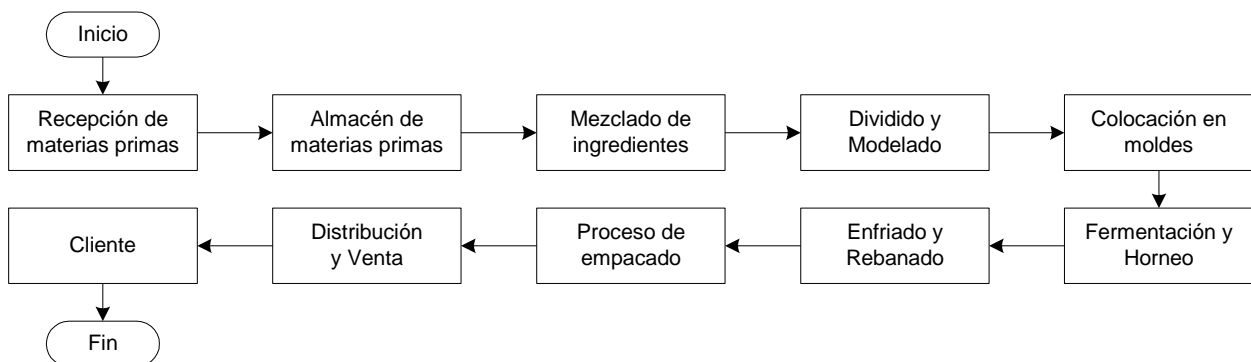 Inicio
Recepción de
materias primas
Almacén de
materias primas
Mezclado de
ingredientes
Dividido y
Modelado
Colocación en
moldes
Fermentación y
Horneo
Enfriado y
Rebanado
Proceso de
empacado
Distribución
y Venta
Cliente
Fin